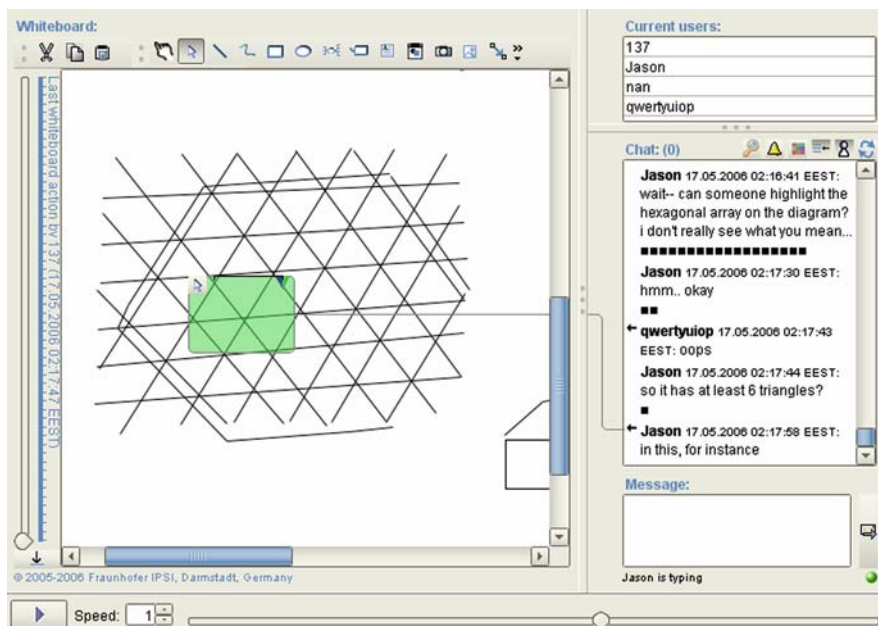 Whiteboard:
Last whiteboard action by 137 (17.05.2006 02:17:47 EEST)
© 2005-2006 Fraunhofer IPSI, Darmstadt, Germany
Speed: 1
Current users:
137
Jason
nan
qwertyuiop
Chat: (0)
Jason 17.05.2006 02:16:41 EEST:
wait-- can someone highlight the
hexagonal array on the diagram?
i don't really see what you mean...
Jason 17.05.2006 02:17:30 EEST:
hmm.. okay
qwertyuiop 17.05.2006 02:17:43
EEST: oops
Jason 17.05.2006 02:17:44 EEST:
so it has at least 6 triangles?
Jason 17.05.2006 02:17:58 EEST:
in this, for instance
Message:
Jason is typing